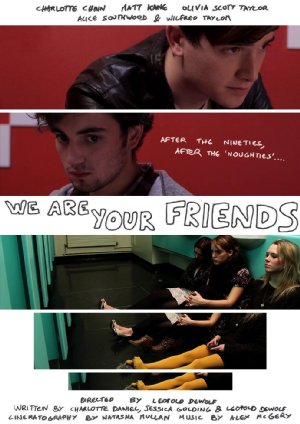 CHARLOTTE CHBIN MATT KANE OLIVIA SCOTT TAYLOR
ALICE SOUTHWOOD & WILFRED TAYLOR
AFTER THE NINETIES,
AFTER THE 'NOUGHTIES'....
WE ARE YOUR FRIENDS
DIRECTED BY LEOPOLD DEWOLF
WRITTEN BY CHARLOTTE DANIEL, JESSICA GOLDING & LEOPOLD DEWOLF
CINEMATOGRAPHY BY NATASHA MULLAN MUSIC BY ALEX MCGERY